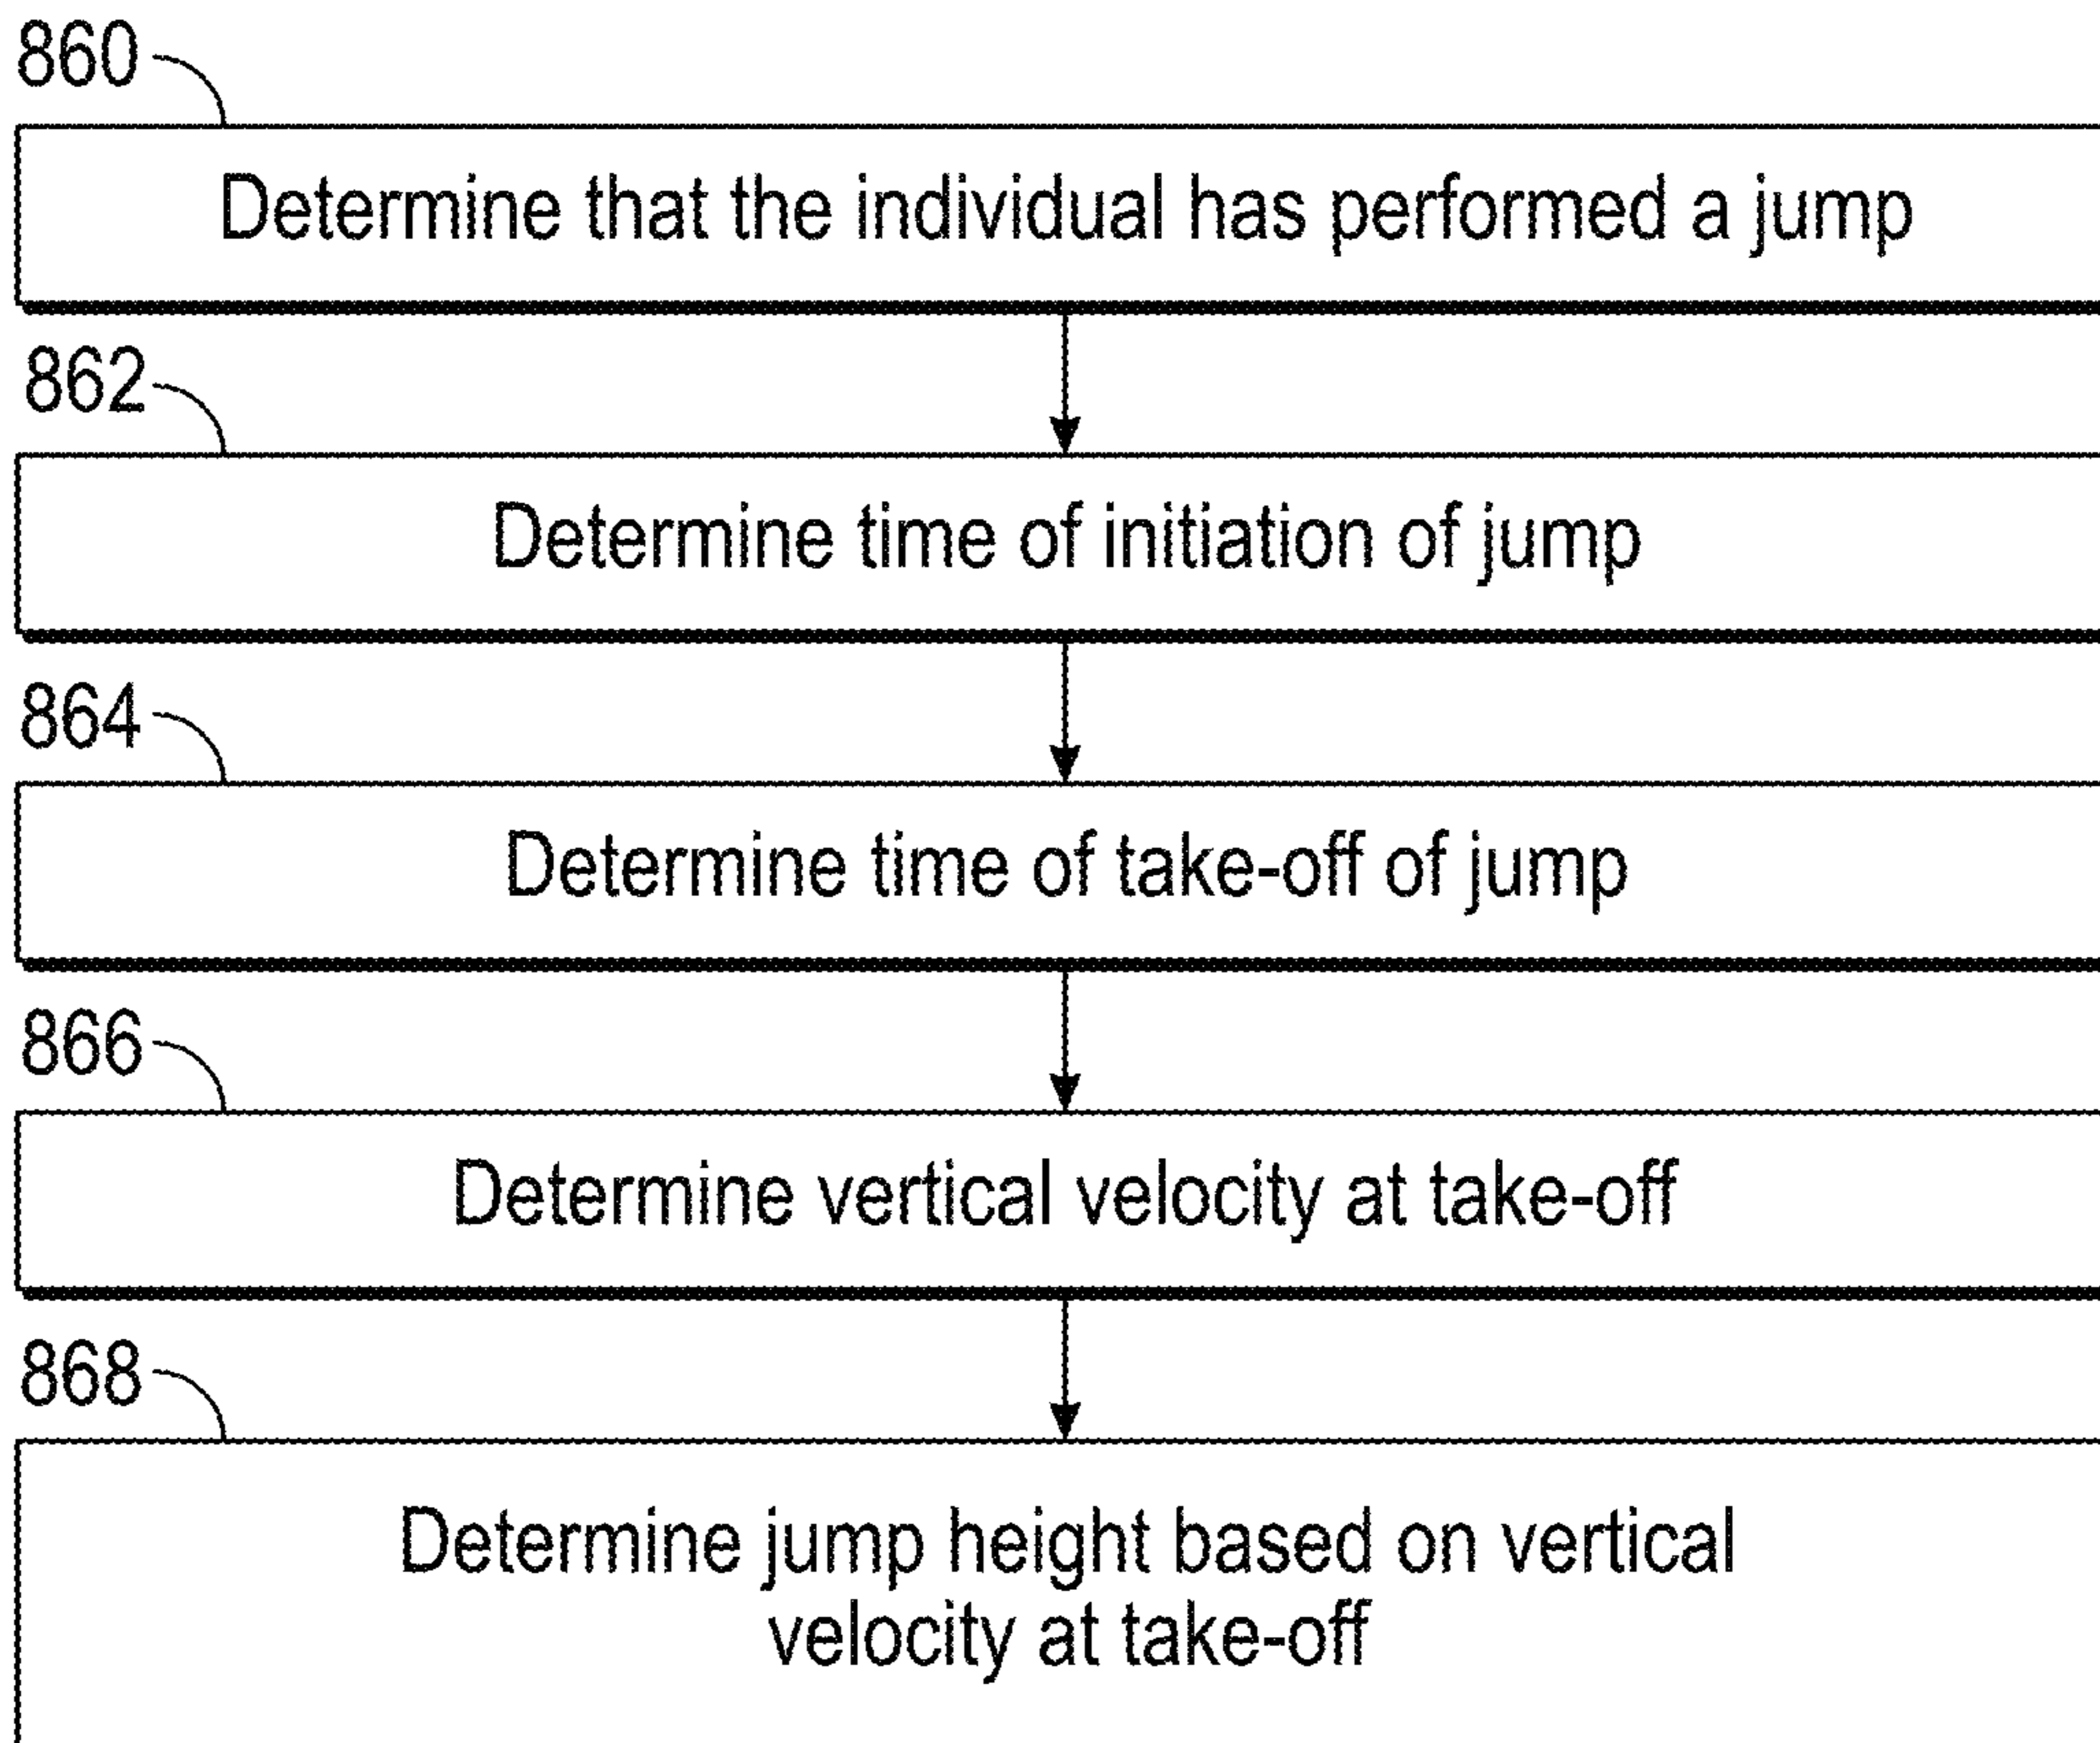 860
Determine that the individual has performed a jump
862
Determine time of initiation of jump
864
Determine time of take-off of jump
866
Determine vertical velocity at take-off
868
Determine jump height based on vertical
velocity at take-off